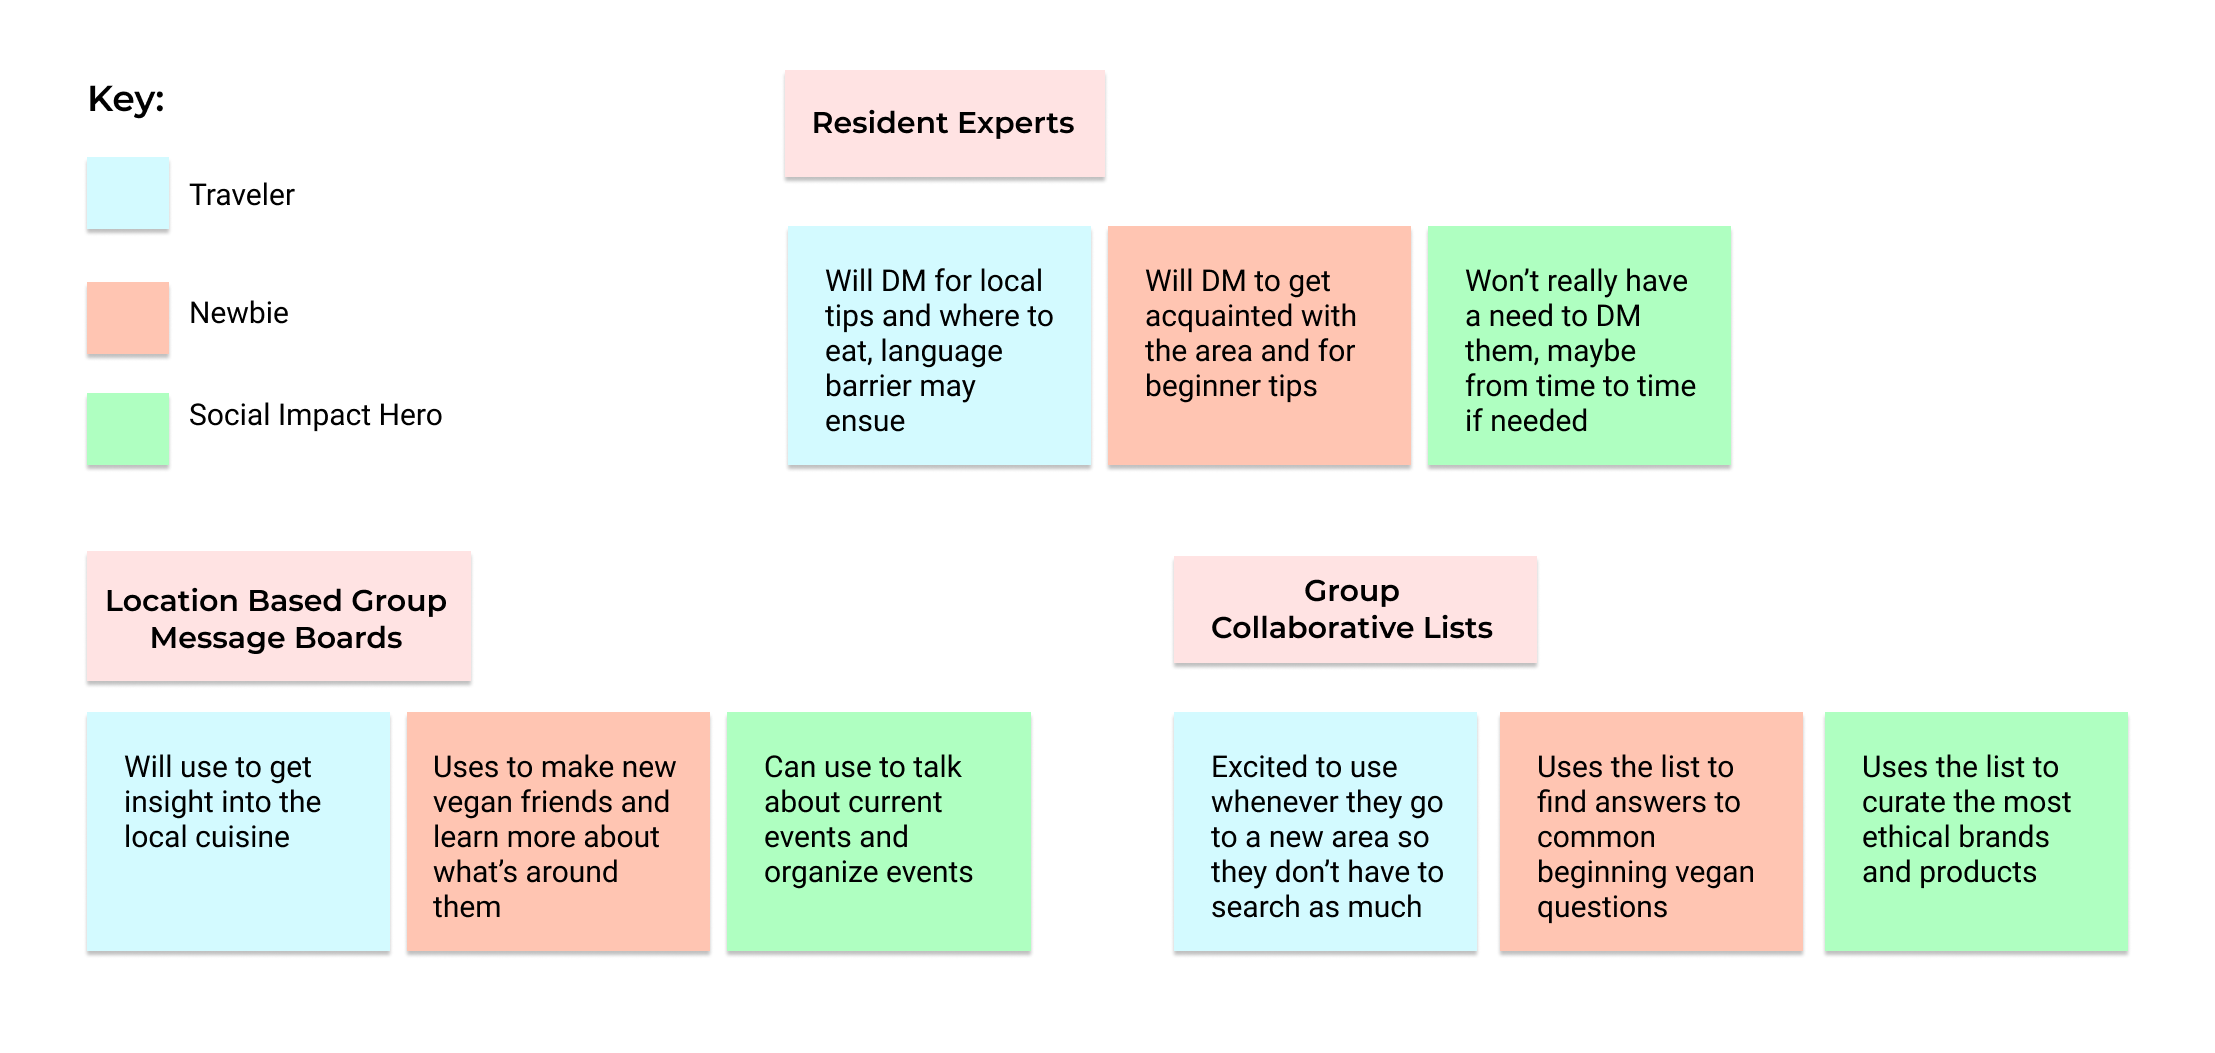 Key:
Traveler
Newbie
Social Impact Hero
Resident Experts
Will DM for local
tips and where to
eat, language
barrier may
ensue
Will DM to get
acquainted with
the area and for
beginner tips
Won’t really have
a need to DM
them, maybe
from time to time
if needed
Location Based Group
Message Boards
Will use to get
insight into the
local cuisine
Uses to make new
vegan friends and
learn more about
what’s around
them
Can use to talk
about current
events and
organize events
Group
Collaborative Lists
Excited to use
whenever they go
to a new area so
they don’t have to
search as much
Uses the list to
find answers to
common
beginning vegan
questions
Uses the list to
curate the most
ethical brands
and products